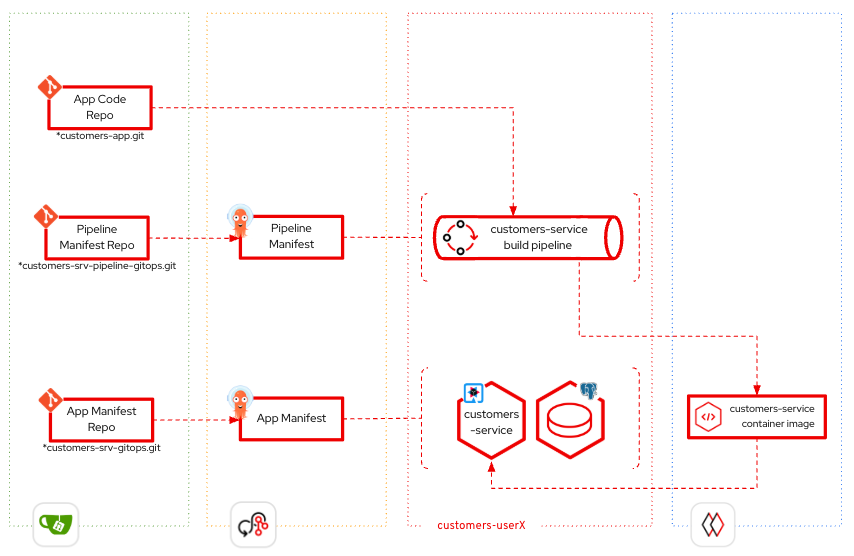 App Code
Repo
*customers-app.git
Pipeline
Manifest Repo
*customers-srv-pipeline-gitops.git
Pipeline
Manifest
customers-service
build pipeline
App Manifest
Repo
*customers-srv-gitops.git
App Manifest
customers
-service
customers-service
container image
customers-userX